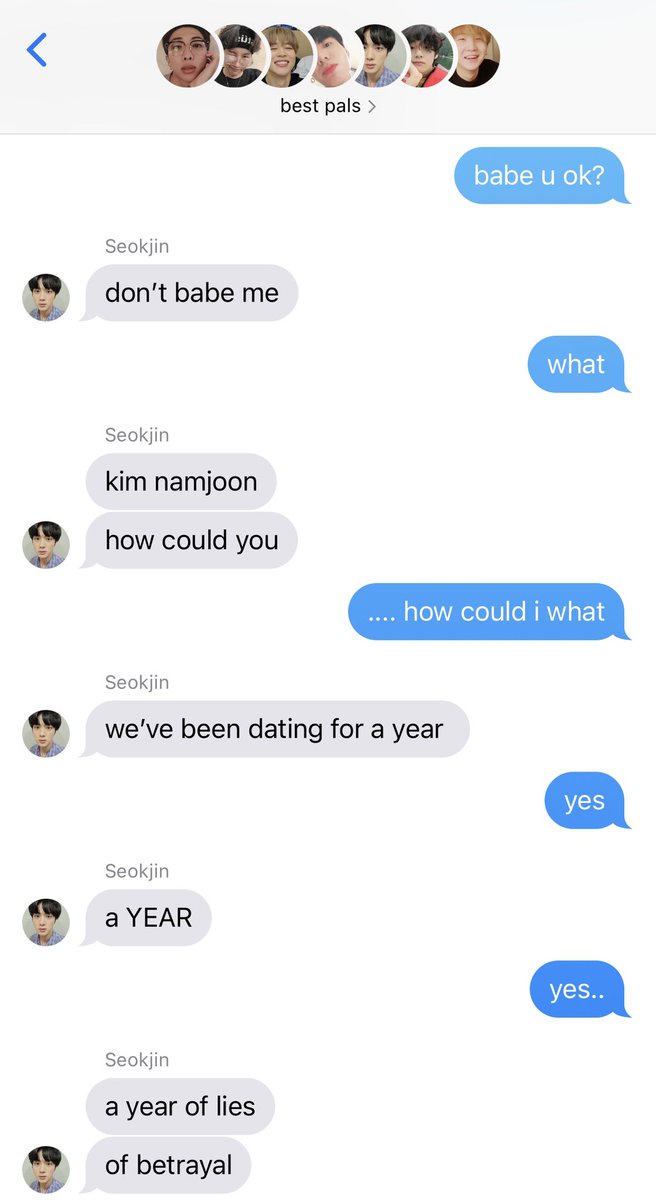 best pals >
babe u ok?
Seokjin
don’t babe me
what
Seokjin
kim namjoon
how could you
.... how could i what
Seokjin
we’ve been dating for a year
yes
Seokjin
a YEAR
yes..
Seokjin
a year of lies
of betrayal